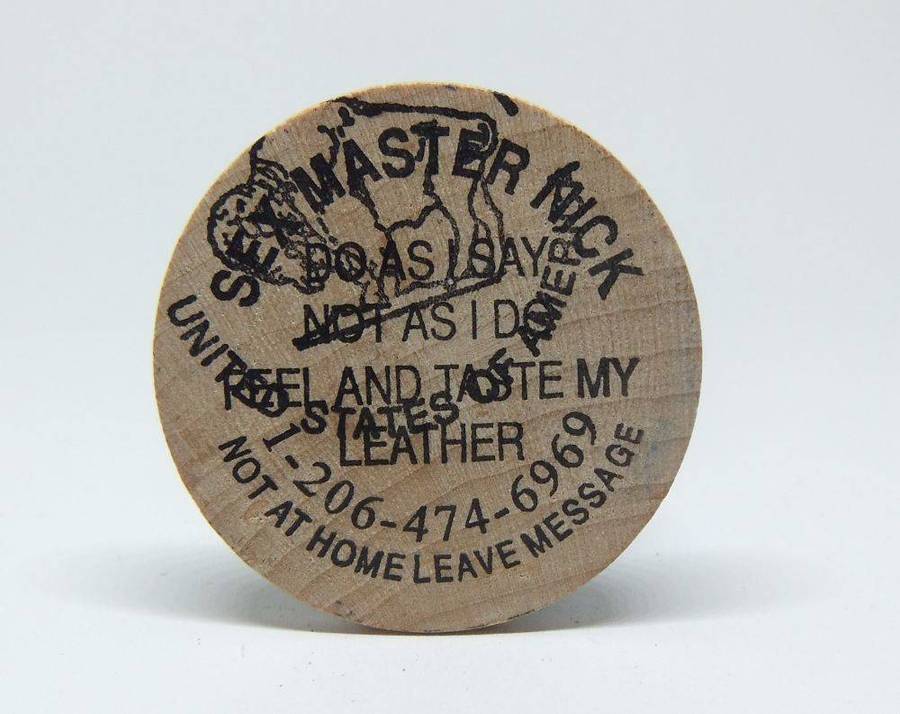 SEX MASTER NICK
DO AS I SAY
NOT AS I DO
FEEL AND TASTE MY
LEATHER
UNITED STATES OF AMERI
1-206-474-6969
NOT AT HOME LEAVE MESSAGE